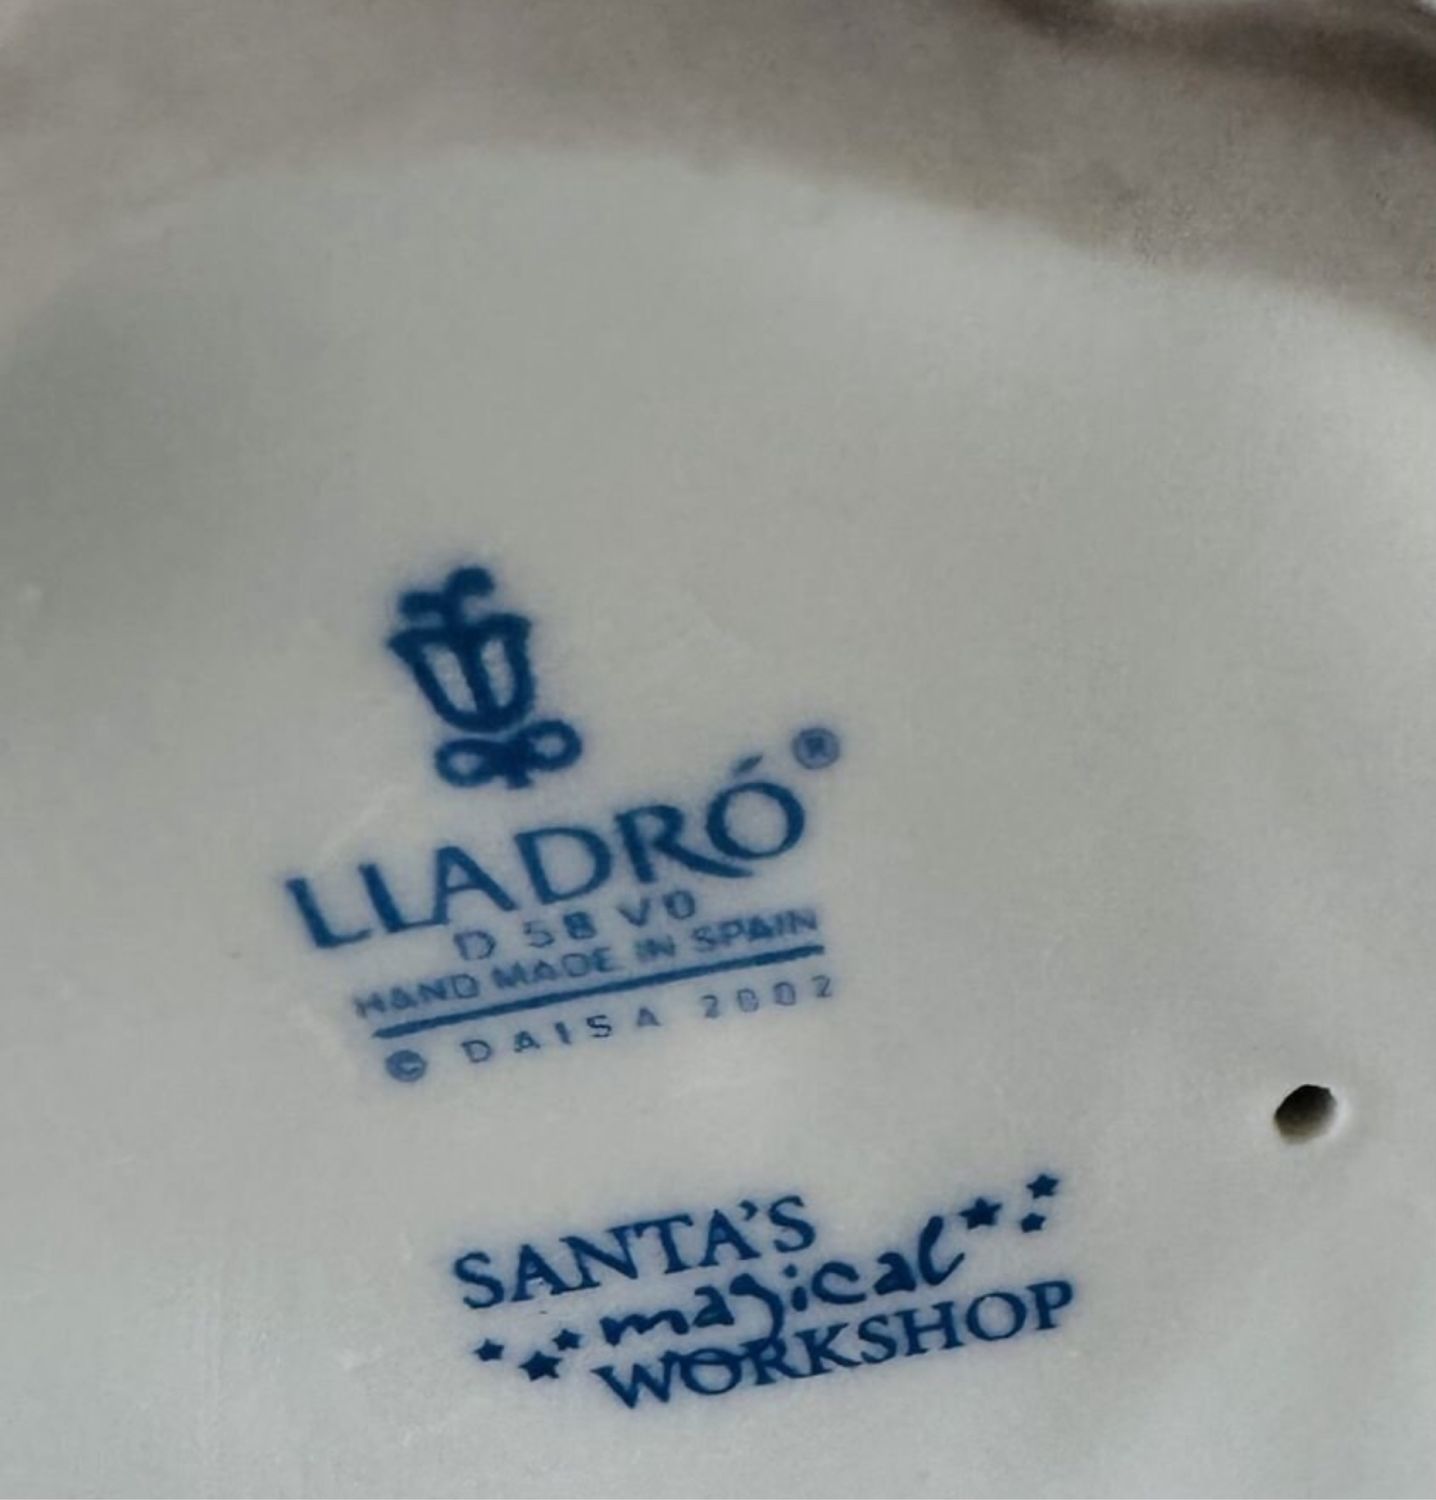 LLADRÓ®
D 58 V0
HAND MADE IN SPAIN
© DAISA 2002
SANTA'S
magical
WORKSHOP